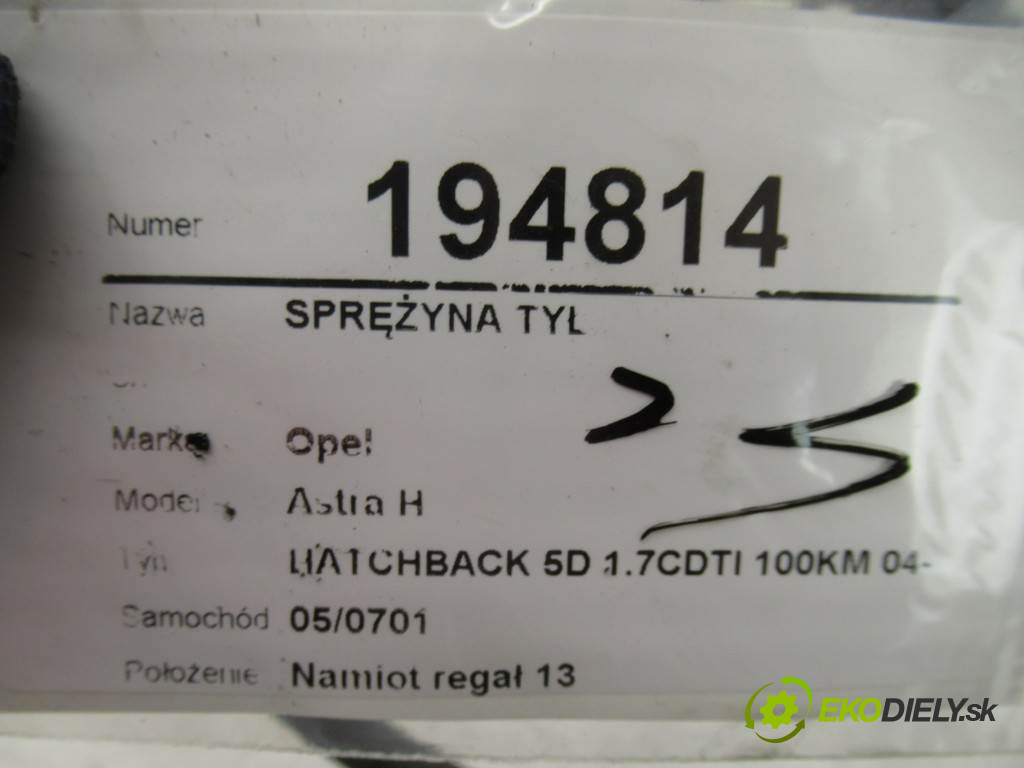 Numer 194814
Nazwa SPRĘŻYNA TYŁ
Marka Opel
Model Astra H
Typ HATCHBACK 5D 1.7CDTI 100KM 04-
Samochód 05/0701
Położenie Namiot regał 13
EKODIELY.sk